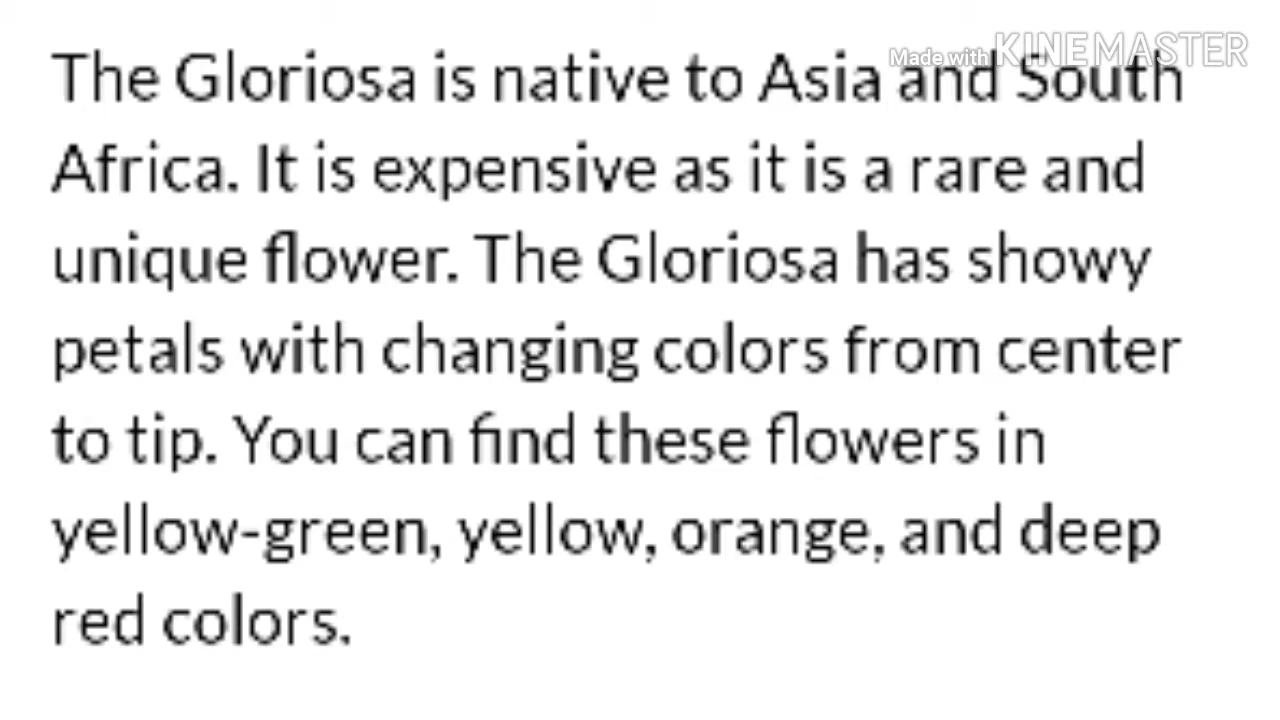 Made with KINEMASTER
The Gloriosa is native to Asia and South
Africa. It is expensive as it is a rare and
unique flower. The Gloriosa has showy
petals with changing colors from center
to tip. You can find these flowers in
yellow-green, yellow, orange, and deep
red colors.